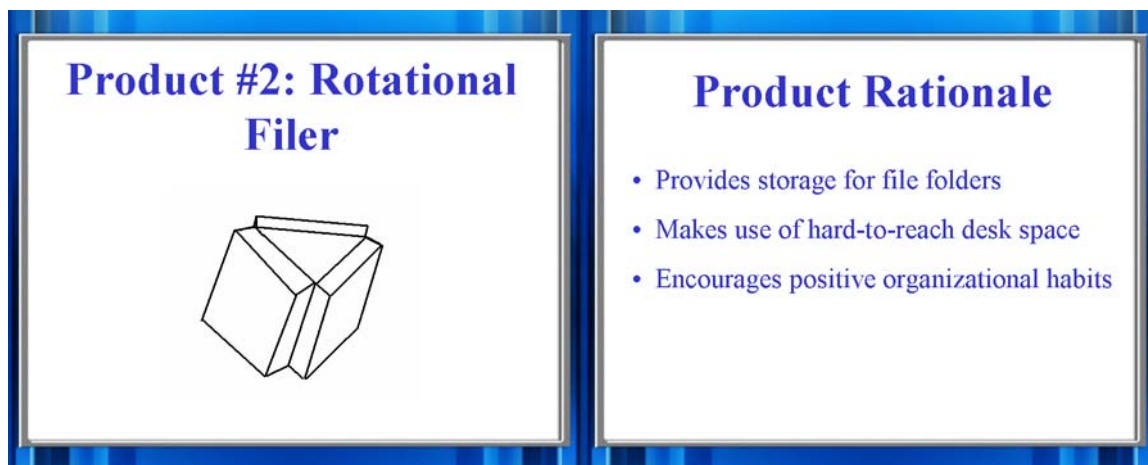 Product #2: Rotational
Filer
Product Rationale
• Provides storage for file folders
• Makes use of hard-to-reach desk space
• Encourages positive organizational habits